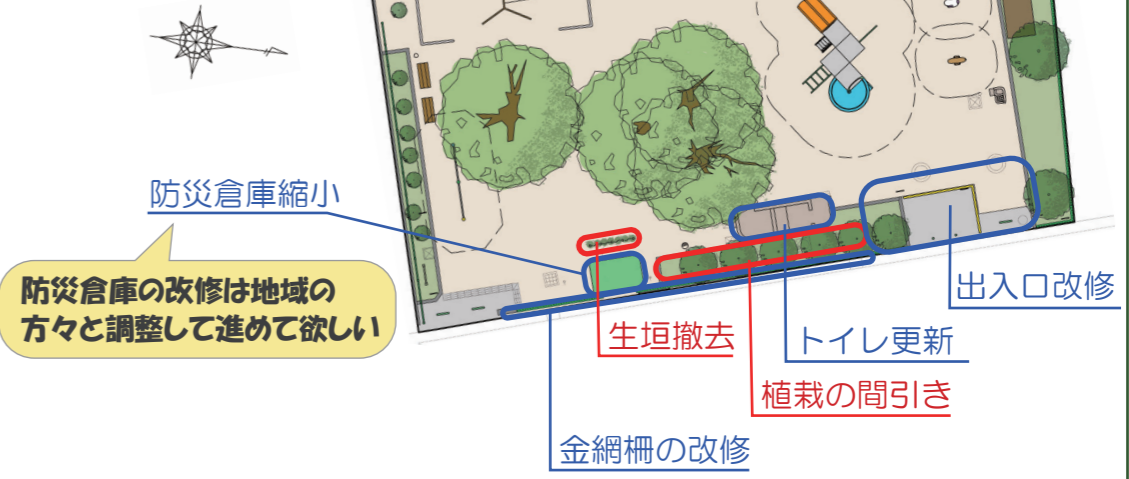 防災倉庫縮小
防災倉庫の改修は地域の
方々と調整して進めて欲しい
出入口改修
生垣撤去
トイレ更新
植栽の間引き
金網柵の改修